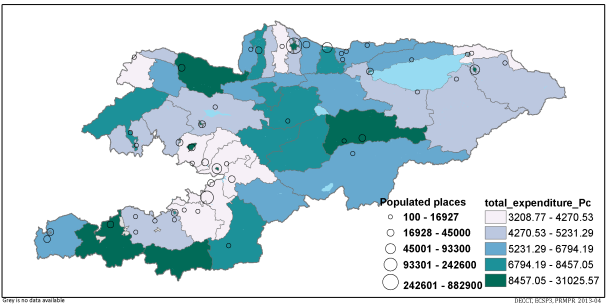 Populated places
100 - 16927
16928 - 45000
45001 - 93300
93301 - 242600
242601 - 882900
total_expenditure_Pc
3208.77 - 4270.53
4270.53 - 5231.29
5231.29 - 6794.19
6794.19 - 8457.05
8457.05 - 31025.57
Grey is no data available
DECCT, ECSP3, PRMPR 2013-04